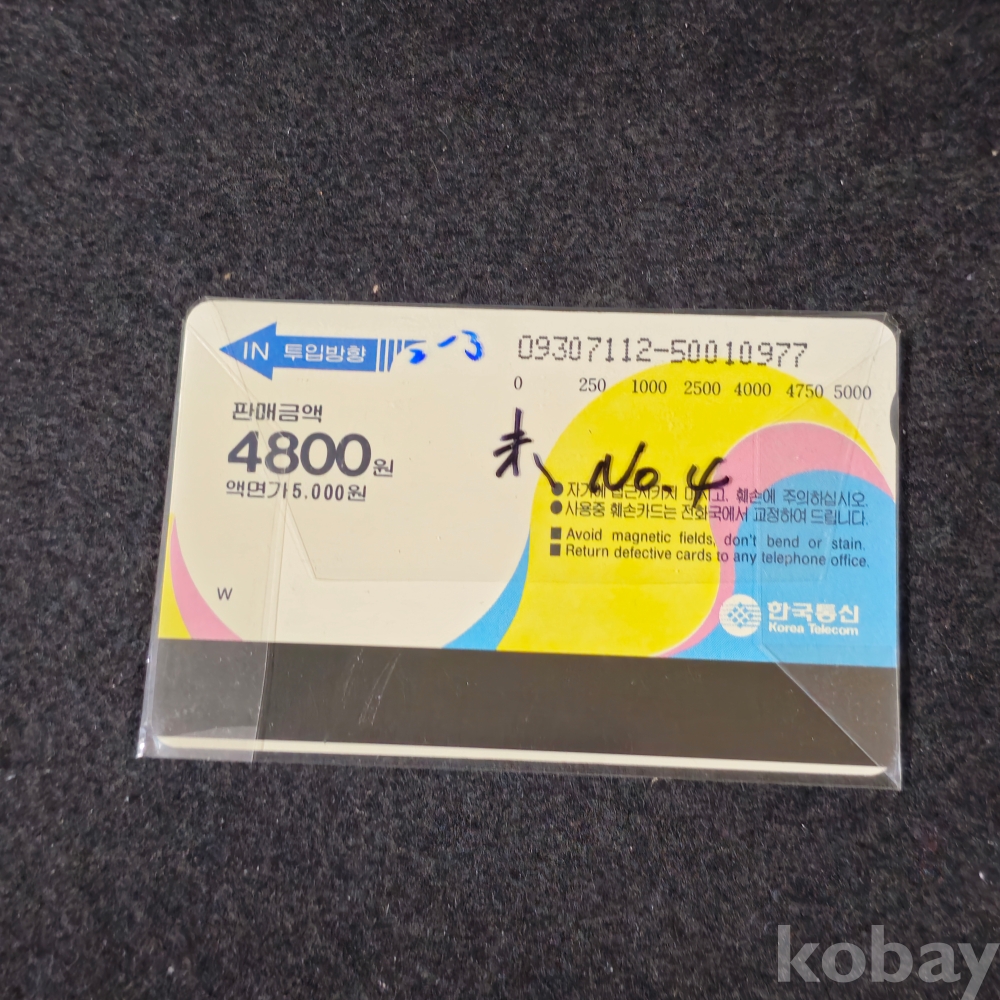 IN 투입방향 5-3
09307112-50010977
0 250 1000 2500 4000 4750 5000
판매금액
4800원
액면가 5.000원
未、 No.4
● 자기에 접근시키지 마시고, 훼손에 주의하십시오.
● 사용중 훼손카드는 전화국에서 교정하여 드립니다.
■ Avoid magnetic fields, don't bend or stain.
■ Return defective cards to any telephone office.
W
한국통신
Korea Telecom
kobay